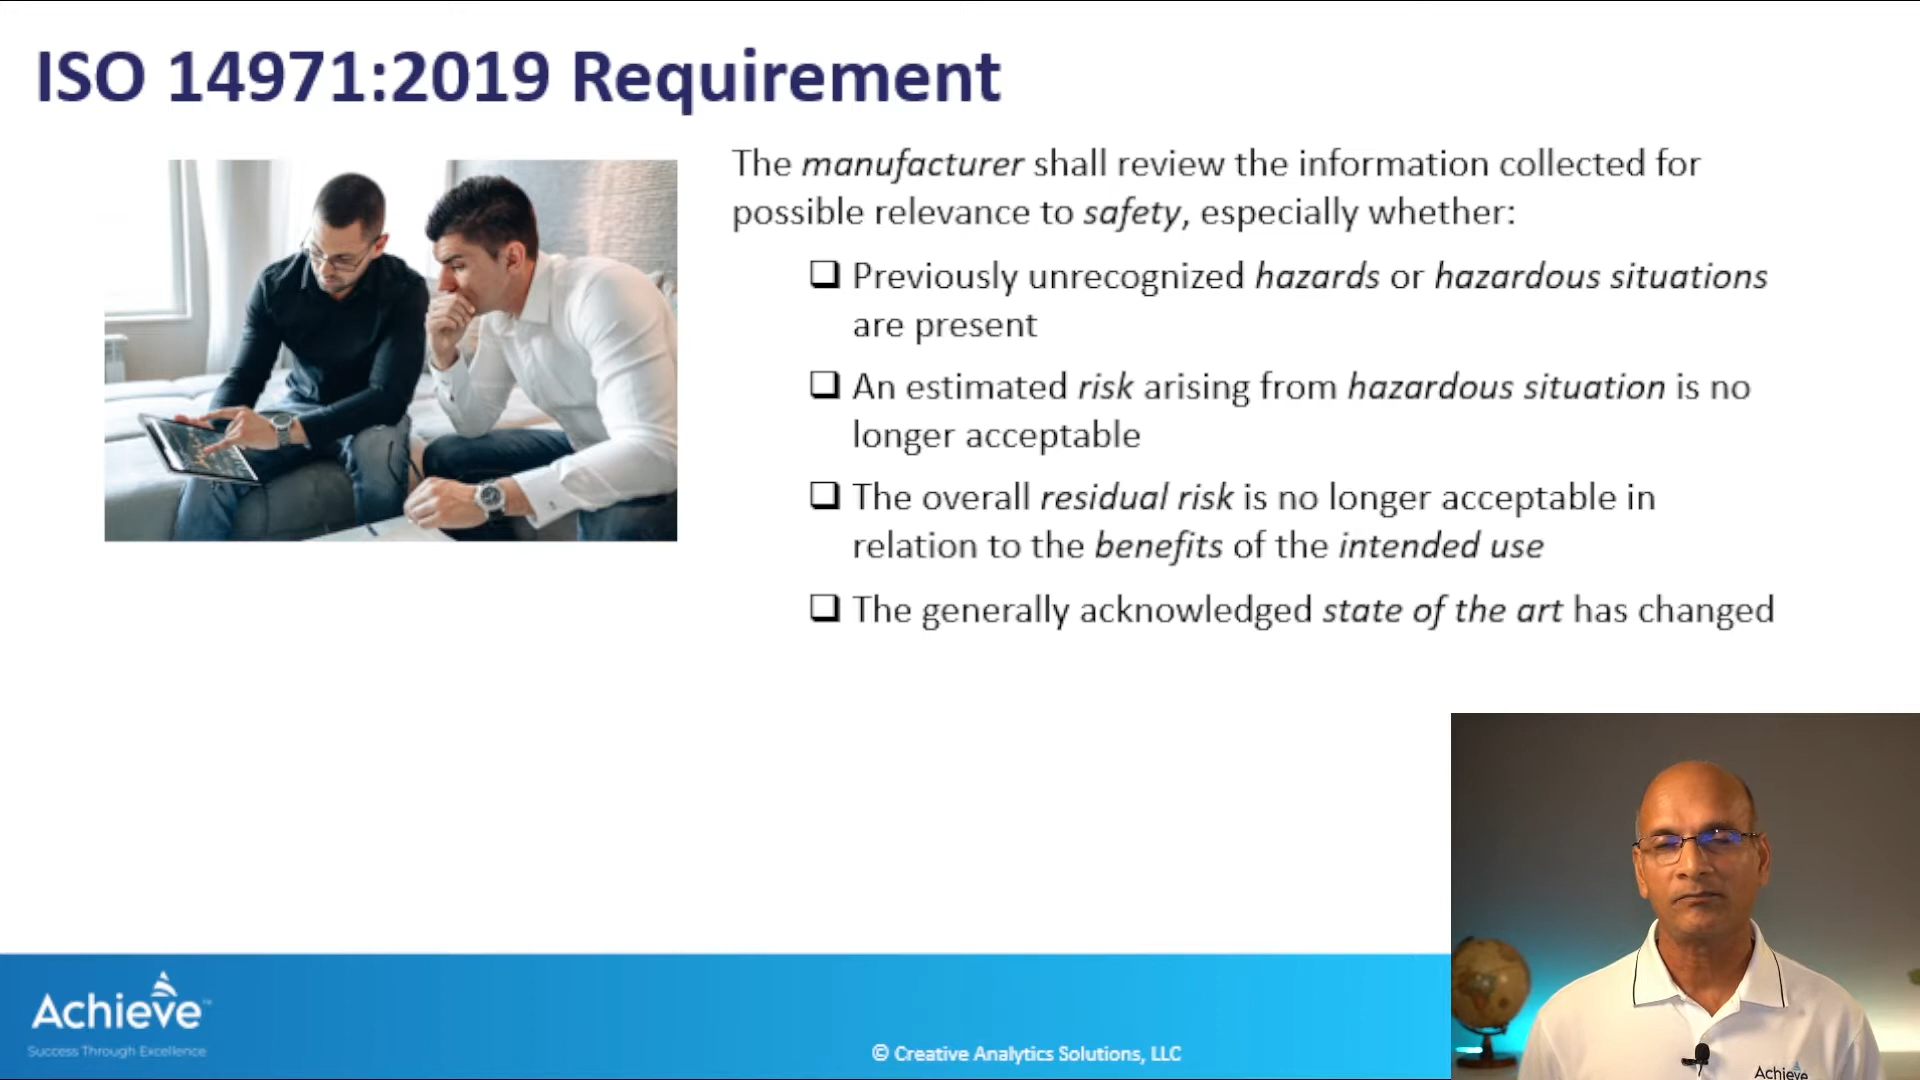 ISO 14971:2019 Requirement
The manufacturer shall review the information collected for
possible relevance to safety, especially whether:
Previously unrecognized hazards or hazardous situations
are present
An estimated risk arising from hazardous situation is no
longer acceptable
The overall residual risk is no longer acceptable in
relation to the benefits of the intended use
The generally acknowledged state of the art has changed
Achieve™
Success Through Excellence
© Creative Analytics Solutions, LLC
Achieve